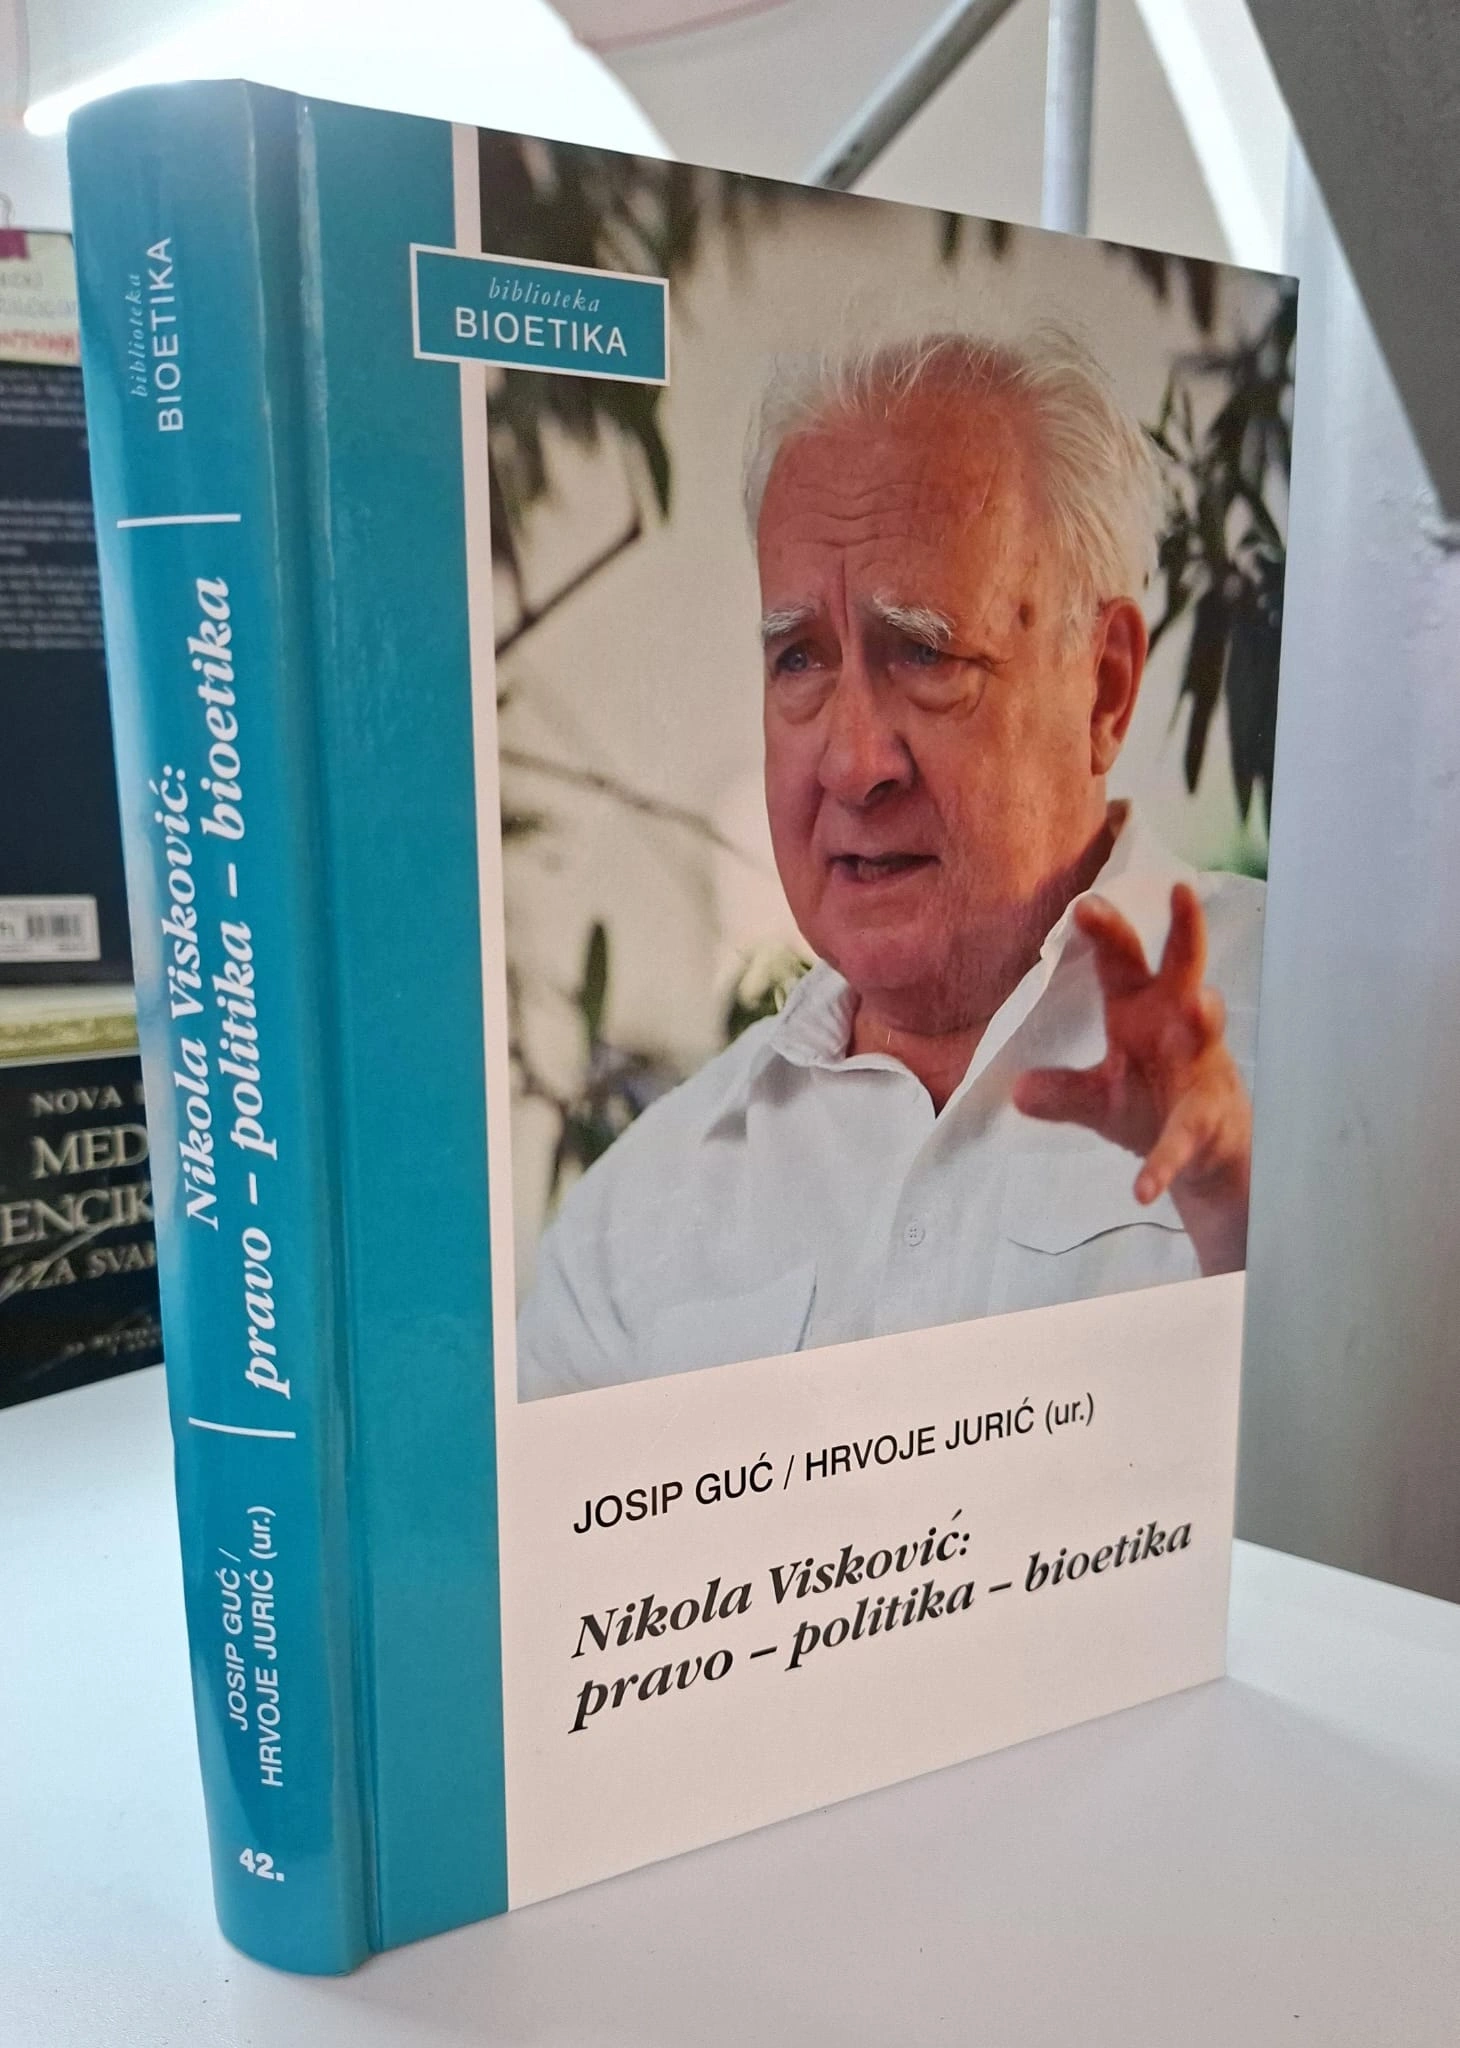 biblioteka
BIOETIKA
Nikola Visković:
pravo – politika – bioetika
JOSIP GUĆ /
HRVOJE JURIĆ (ur.)
42.
biblioteka
BIOETIKA
JOSIP GUĆ / HRVOJE JURIĆ (ur.)
Nikola Visković:
pravo – politika – bioetika
NOVA
MED
ENCIK
ZA SVA